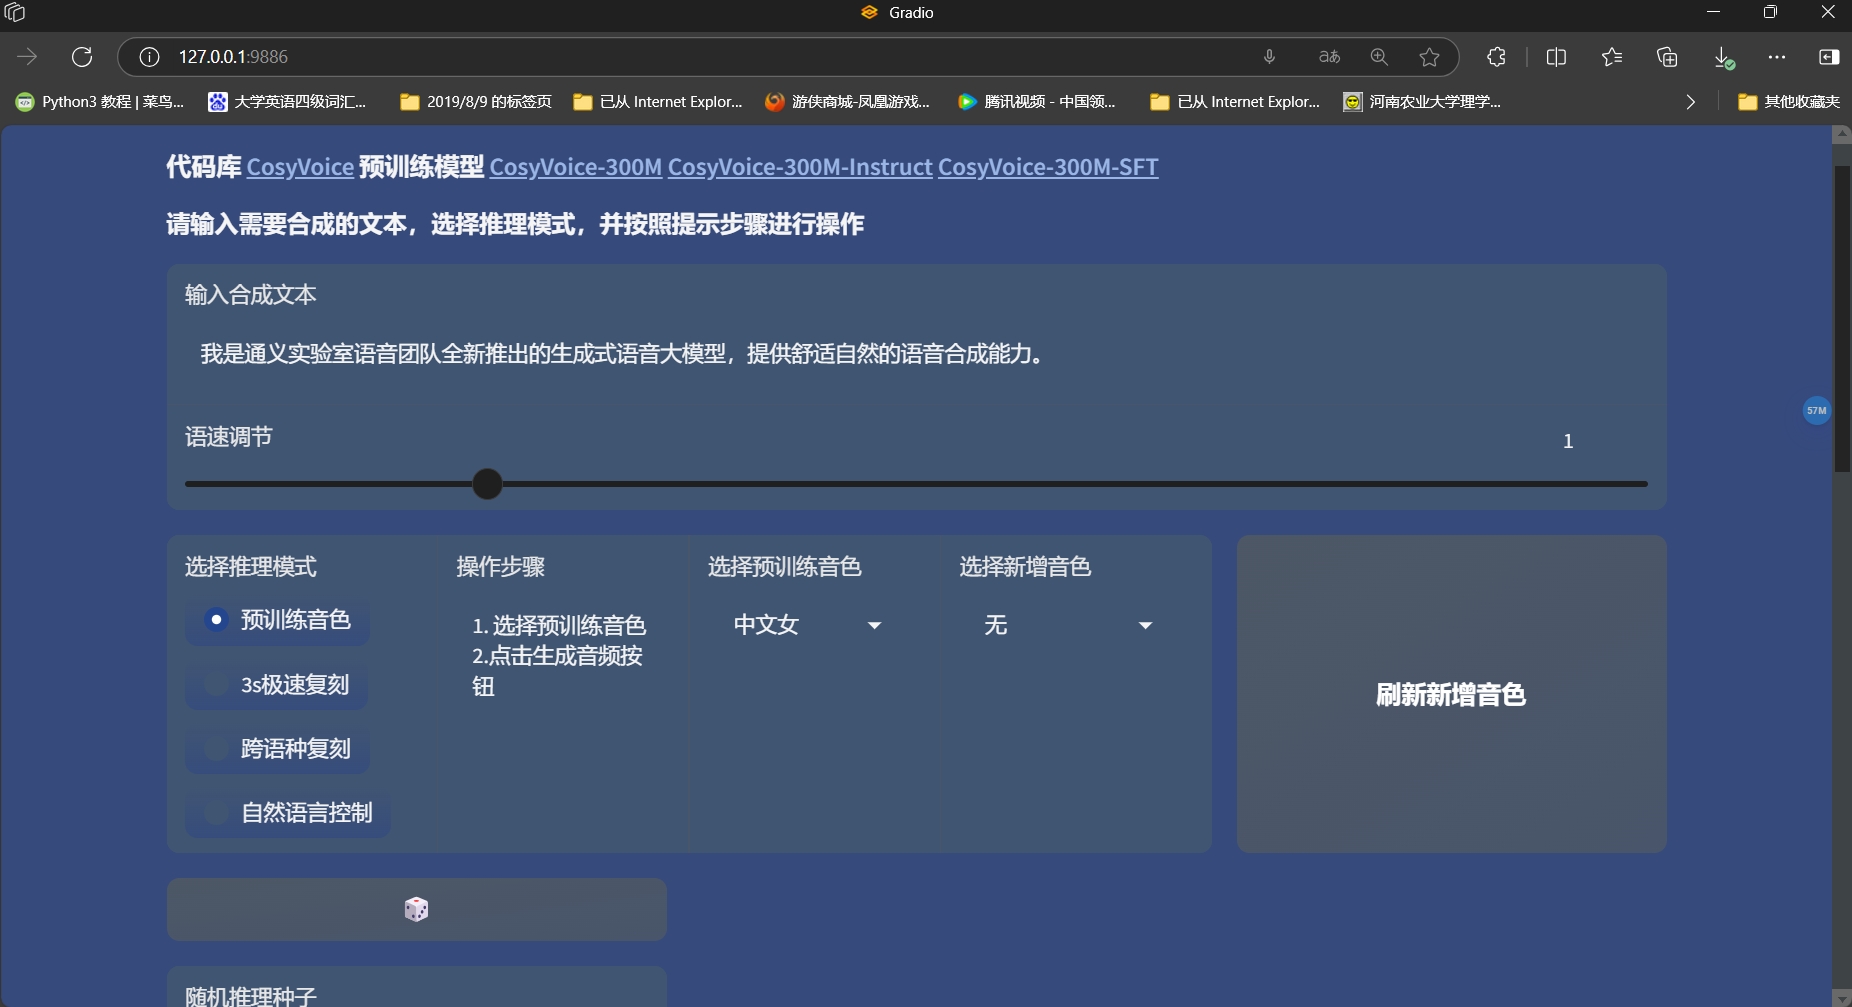 Gradio
127.0.0.1:9886
aあ
Python3 教程 | 菜鸟...
大学英语四级词汇...
2019/8/9 的标签页
已从 Internet Explor...
游侠商城-凤凰游戏...
腾讯视频 - 中国领...
已从 Internet Explor...
河南农业大学理学...
其他收藏夹
代码库 CosyVoice 预训练模型 CosyVoice-300M CosyVoice-300M-Instruct CosyVoice-300M-SFT
请输入需要合成的文本，选择推理模式，并按照提示步骤进行操作
输入合成文本
我是通义实验室语音团队全新推出的生成式语音大模型，提供舒适自然的语音合成能力。
57M
语速调节
1
选择推理模式
预训练音色
3s极速复刻
跨语种复刻
自然语言控制
操作步骤
1. 选择预训练音色
2.点击生成音频按
钮
选择预训练音色
中文女
选择新增音色
无
刷新新增音色
随机推理种子